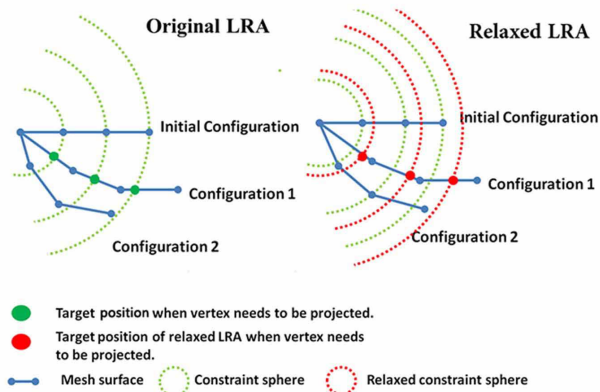 Original LRA
Relaxed LRA
Initial Configuration
Initial Configuration
Configuration 1
Configuration 1
Configuration 2
Configuration 2
Target position when vertex needs to be projected.
Target position of relaxed LRA when vertex needs
to be projected.
Mesh surface
Constraint sphere
Relaxed constraint sphere